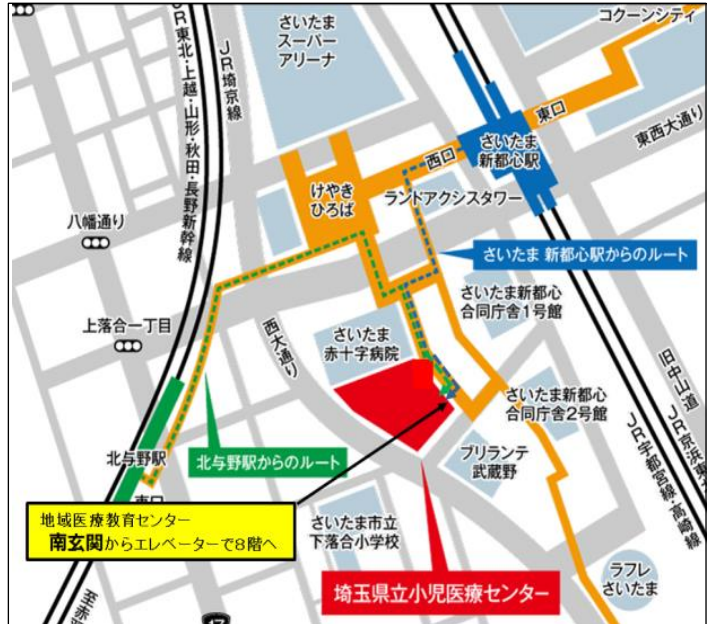 コクーンシティ
さいたま
スーパー
アリーナ
JR東北・上越・山形・秋田・長野新幹線
JR埼京線
東口
さいたま
新都心駅
東西大通り
西口
けやき
ひろば
ランドアクシスタワー
八幡通り
さいたま 新都心駅からのルート
さいたま新都心
合同庁舎1号館
上落合一丁目
西大通り
さいたま
赤十字病院
旧中山道
さいたま新都心
合同庁舎2号館
北与野駅
北与野駅からのルート
ブリランテ
武蔵野
JR宇都宮線・高崎線
JR京浜東
地域医療教育センター
南玄関からエレベーターで8階へ
さいたま市立
下落合小学校
埼玉県立小児医療センター
ラフレ
さいたま
至赤
17